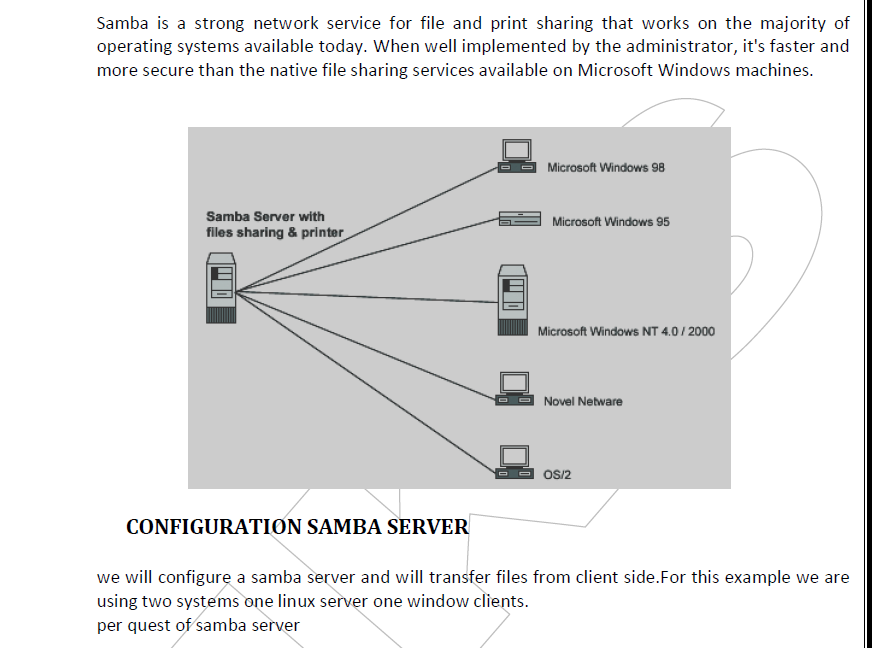 Samba is a strong network service for file and print sharing that works on the majority of
operating systems available today. When well implemented by the administrator, it's faster and
more secure than the native file sharing services available on Microsoft Windows machines.
Microsoft Windows 98
Samba Server with
files sharing & printer
Microsoft Windows 95
Microsoft Windows NT 4.0 / 2000
Novel Netware
OS/2
CONFIGURATION SAMBA SERVER
we will configure a samba server and will transfer files from client side.For this example we are
using two systems one linux server one window clients.
per quest of samba server